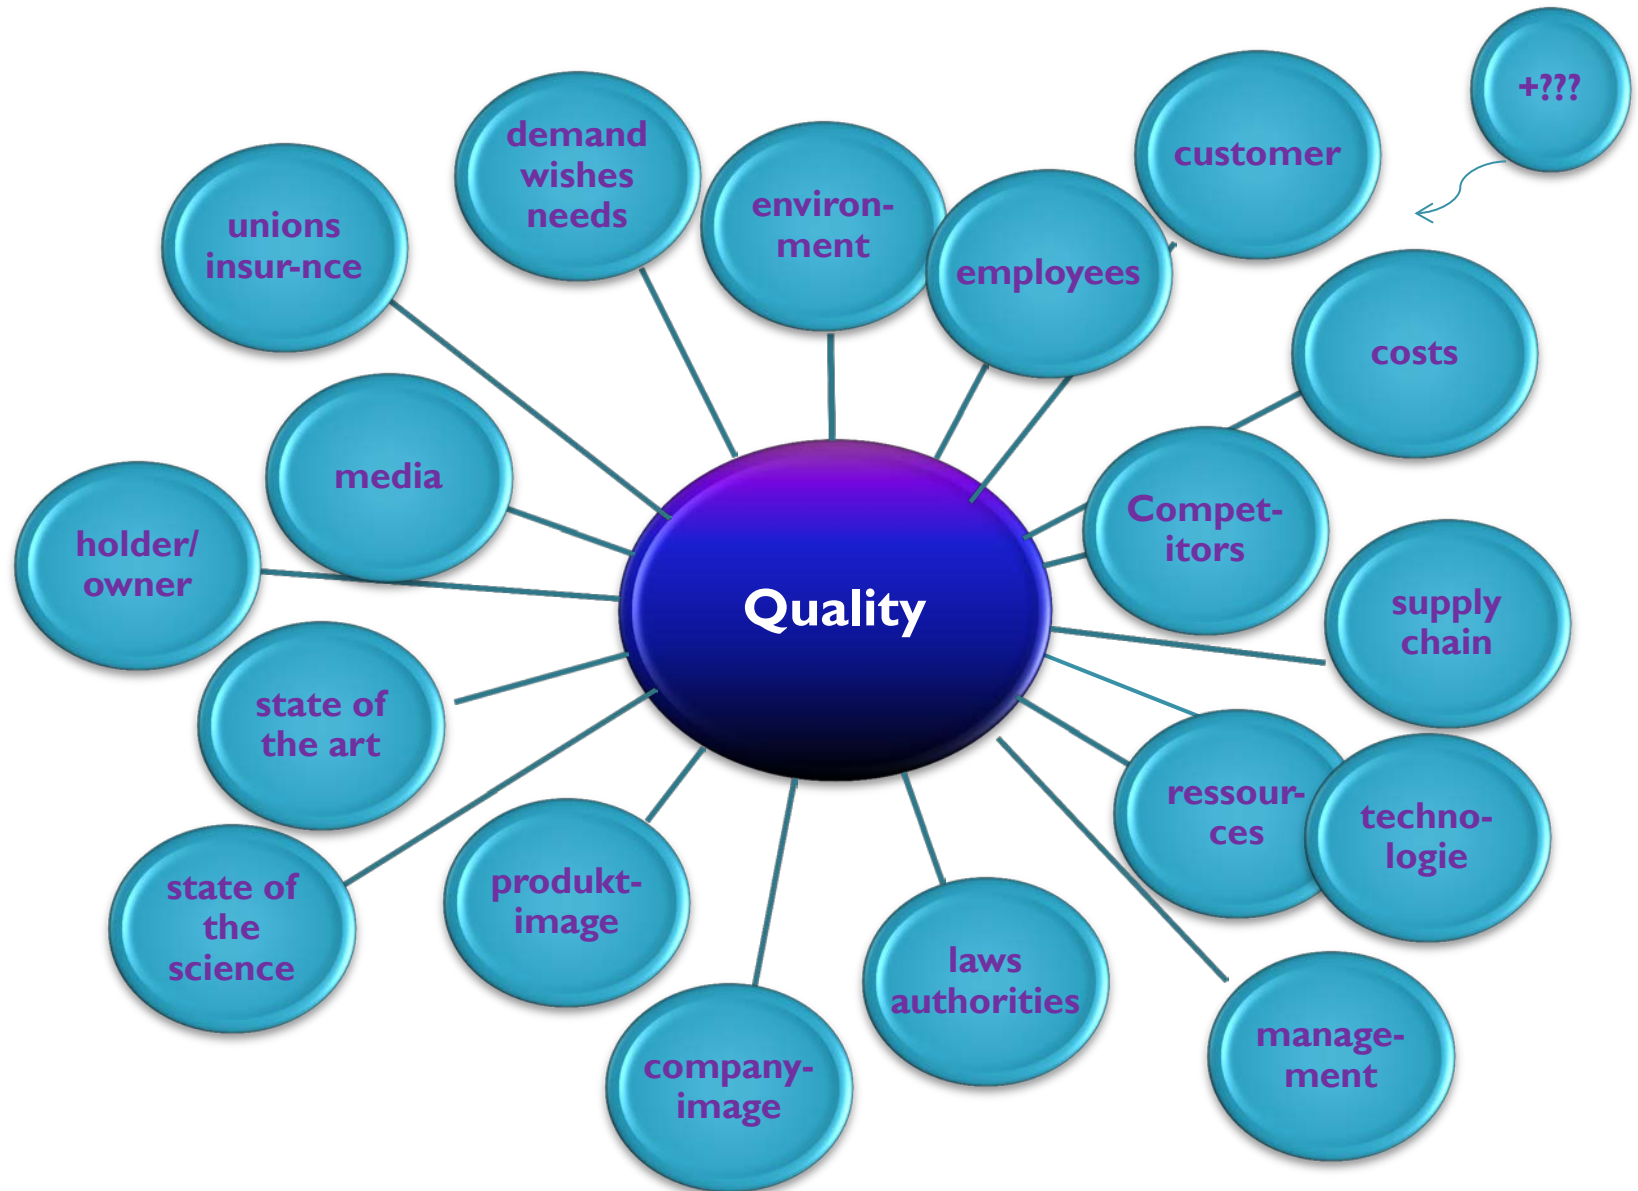 +???
customer
demand
wishes
needs
environ-
ment
unions
insur-nce
employees
costs
media
Compet-
itors
holder/
owner
Quality
supply
chain
state of
the art
ressour-
ces
techno-
logie
produkt-
image
state of
the
science
laws
authorities
manage-
ment
company-
image